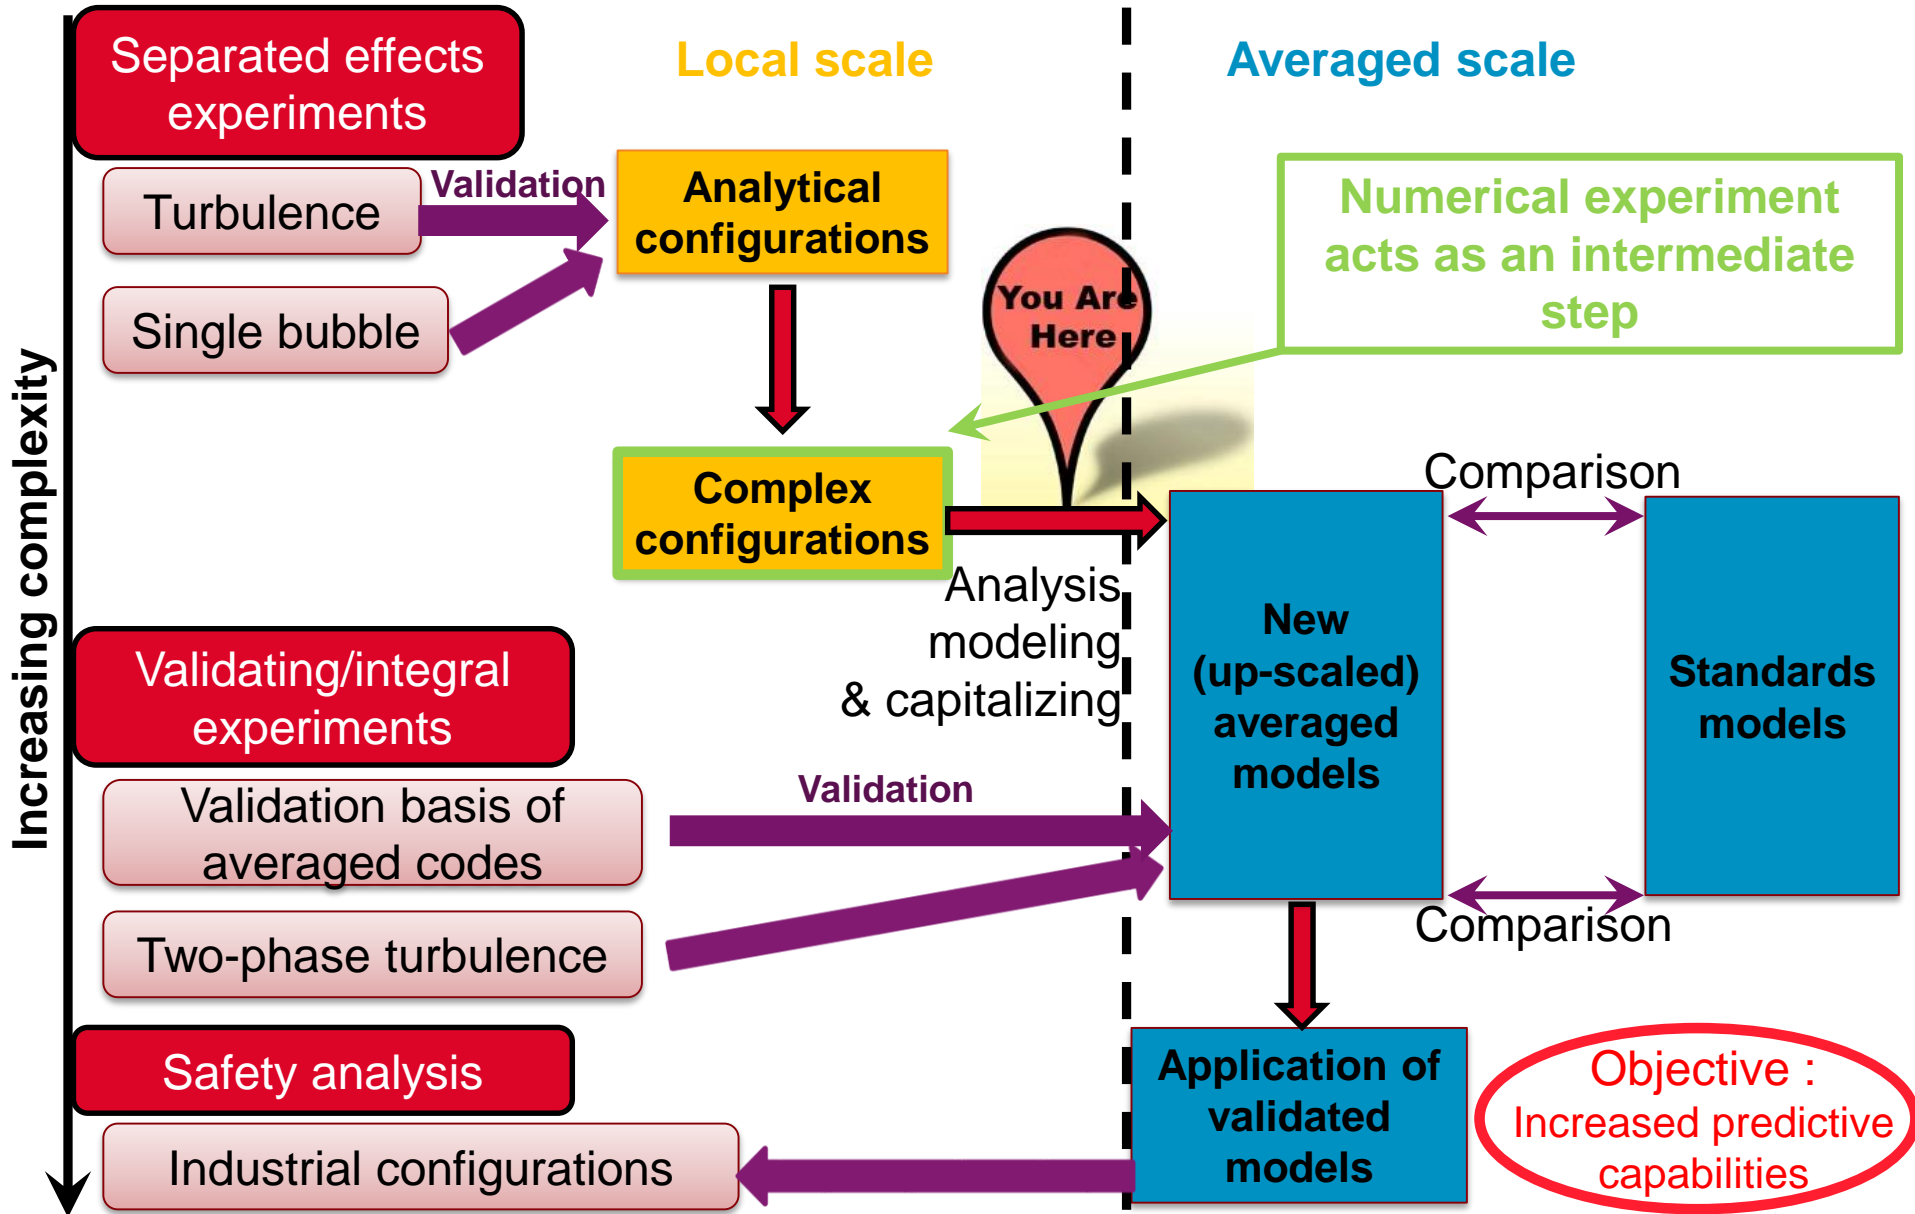 Separated effects
experiments
Local scale
Averaged scale
Turbulence
Validation
Analytical
configurations
Numerical experiment
acts as an intermediate
step
Single bubble
You Are
Here
Increasing complexity
Complex
configurations
Comparison
Analysis
modeling
& capitalizing
New
(up-scaled)
averaged
models
Standards
models
Validating/integral
experiments
Validation basis of
averaged codes
Validation
Two-phase turbulence
Comparison
Safety analysis
Industrial configurations
Application of
validated
models
Objective :
Increased predictive
capabilities